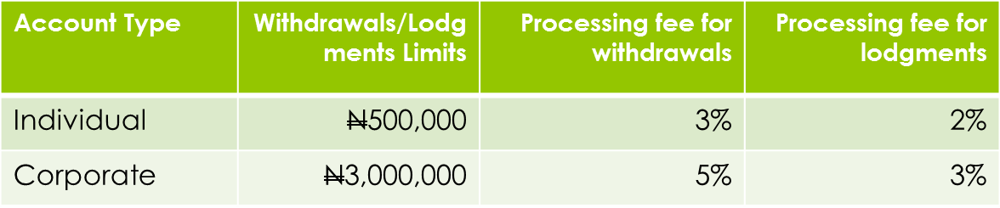 Account Type Withdrawals/Lodg Processing fee for Processing fee for
ments Limits withdrawals lodgments
Individual ₦500,000 3% 2%
Corporate ₦3,000,000 5% 3%